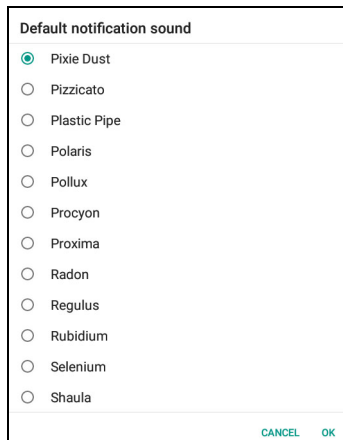 Default notification sound
Pixie Dust
Pizzicato
Plastic Pipe
Polaris
Pollux
Procyon
Proxima
Radon
Regulus
Rubidium
Selenium
Shaula
CANCEL OK